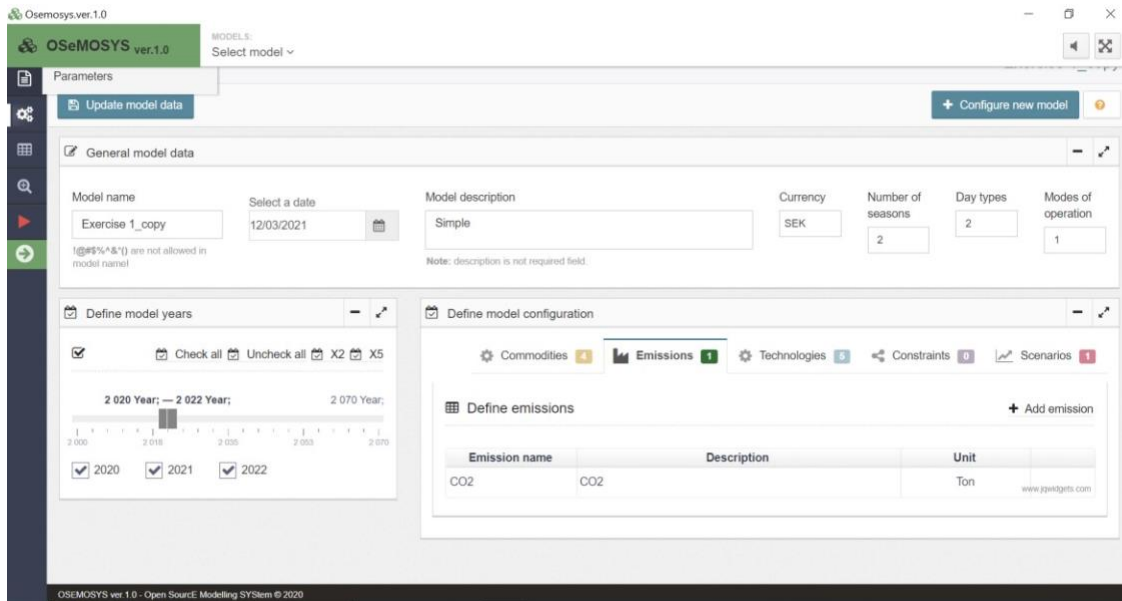 Osemosys.ver.1.0
OSeMOSYS ver.1.0
MODELS:
Select model
Parameters
Update model data
+ Configure new model
General model data
Model name
Select a date
Model description
Currency
Number of seasons
Day types
Modes of operation
Exercise 1_copy
12/03/2021
Simple
SEK
2
2
1
!@#$%^&*() are not allowed in
model name!
Note: description is not required field.
Define model years
Define model configuration
Check all Uncheck all X2 X5
Commodities 4 Emissions 1 Technologies 5 Constraints 0 Scenarios 1
2 020 Year; — 2 022 Year; 2 070 Year;
2 000 2 018 2 035 2 053 2 070
2020 2021 2022
Define emissions
+ Add emission
Emission name Description Unit
CO2 CO2 Ton
www.jqwidgets.com
OSEMOSYS ver.1.0 - Open SourcE Modelling SYStem © 2020